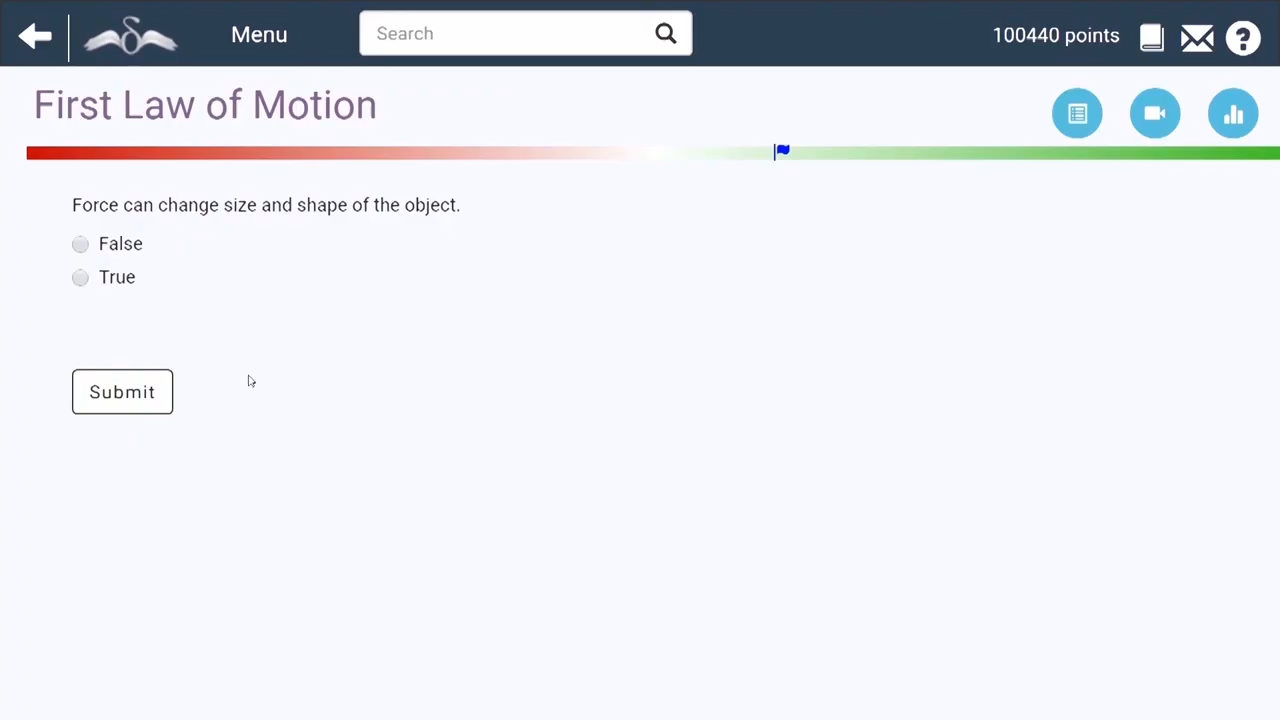 Menu
Search
100440 points
?
First Law of Motion
Force can change size and shape of the object.
False
True
Submit